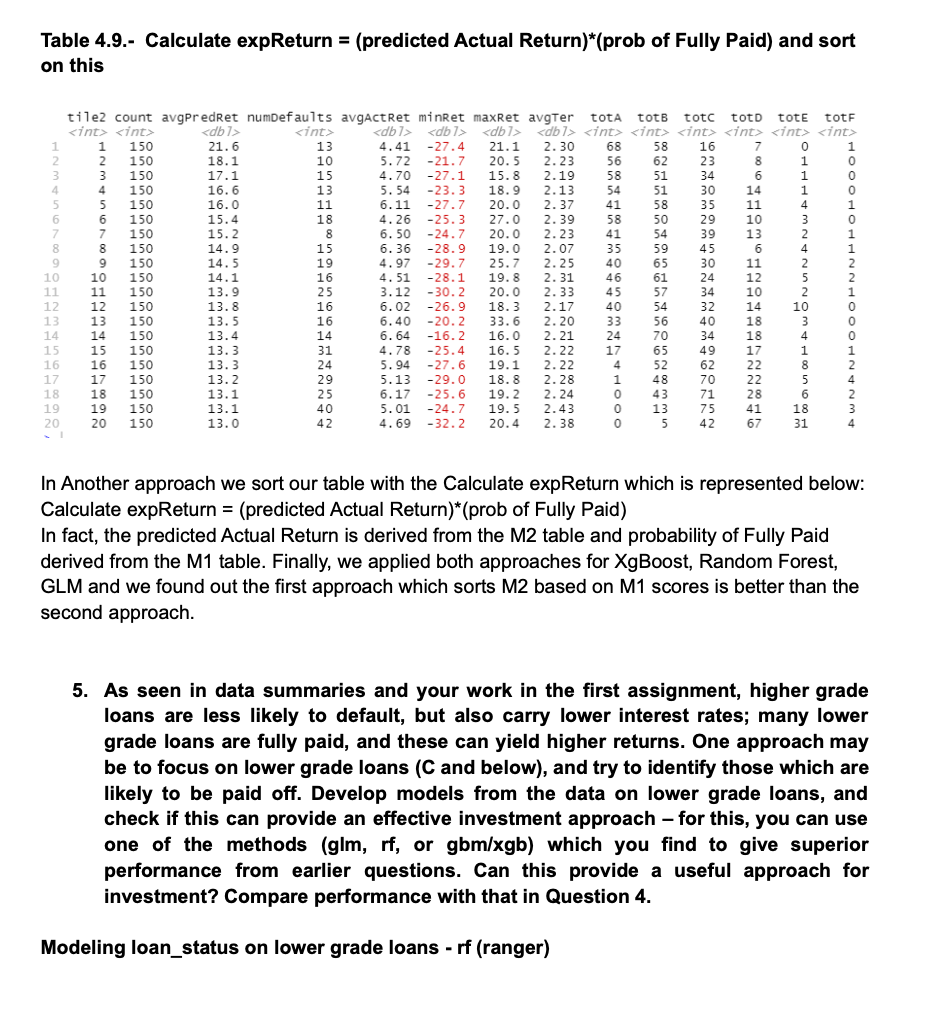 Table 4.9.- Calculate expReturn = (predicted Actual Return)*(prob of Fully Paid) and sort
on this
tile2 count avgPredRet numDefaults avgActRet minRet maxRet avgTer totA totB totC totD totE totF
<int> <int> <dbl> <int> <dbl> <dbl> <dbl> <dbl> <int> <int> <int> <int> <int> <int>
1 1 150 21.6 13 4.41 -27.4 21.1 2.30 68 58 16 7 0 1
2 2 150 18.1 10 5.72 -21.7 20.5 2.23 56 62 23 8 1 0
3 3 150 17.1 15 4.70 -27.1 15.8 2.19 58 51 34 6 1 0
4 4 150 16.6 13 5.54 -23.3 18.9 2.13 54 51 30 14 1 0
5 5 150 16.0 11 6.11 -27.7 20.0 2.37 41 58 35 11 4 1
6 6 150 15.4 18 4.26 -25.3 27.0 2.39 58 50 29 10 3 0
7 7 150 15.2 8 6.50 -24.7 20.0 2.23 41 54 39 13 2 1
8 8 150 14.9 15 6.36 -28.9 19.0 2.07 35 59 45 6 4 1
9 9 150 14.5 19 4.97 -29.7 25.7 2.25 40 65 30 11 2 2
10 10 150 14.1 16 4.51 -28.1 19.8 2.31 46 61 24 12 5 2
11 11 150 13.9 25 3.12 -30.2 20.0 2.33 45 57 34 10 2 1
12 12 150 13.8 16 6.02 -26.9 18.3 2.17 40 54 32 14 10 0
13 13 150 13.5 16 6.40 -20.2 33.6 2.20 33 56 40 18 3 0
14 14 150 13.4 14 6.64 -16.2 16.0 2.21 24 70 34 18 4 0
15 15 150 13.3 31 4.78 -25.4 16.5 2.22 17 65 49 17 1 1
16 16 150 13.3 24 5.94 -27.6 19.1 2.22 4 52 62 22 8 2
17 17 150 13.2 29 5.13 -29.0 18.8 2.28 1 48 70 22 5 4
18 18 150 13.1 25 6.17 -25.6 19.2 2.24 0 43 71 28 6 2
19 19 150 13.1 40 5.01 -24.7 19.5 2.43 0 13 75 41 18 3
20 20 150 13.0 42 4.69 -32.2 20.4 2.38 0 5 42 67 31 4
In Another approach we sort our table with the Calculate expReturn which is represented below:
Calculate expReturn = (predicted Actual Return)*(prob of Fully Paid)
In fact, the predicted Actual Return is derived from the M2 table and probability of Fully Paid
derived from the M1 table. Finally, we applied both approaches for XgBoost, Random Forest,
GLM and we found out the first approach which sorts M2 based on M1 scores is better than the
second approach.
5. As seen in data summaries and your work in the first assignment, higher grade
loans are less likely to default, but also carry lower interest rates; many lower
grade loans are fully paid, and these can yield higher returns. One approach may
be to focus on lower grade loans (C and below), and try to identify those which are
likely to be paid off. Develop models from the data on lower grade loans, and
check if this can provide an effective investment approach – for this, you can use
one of the methods (glm, rf, or gbm/xgb) which you find to give superior
performance from earlier questions. Can this provide a useful approach for
investment? Compare performance with that in Question 4.
Modeling loan_status on lower grade loans - rf (ranger)